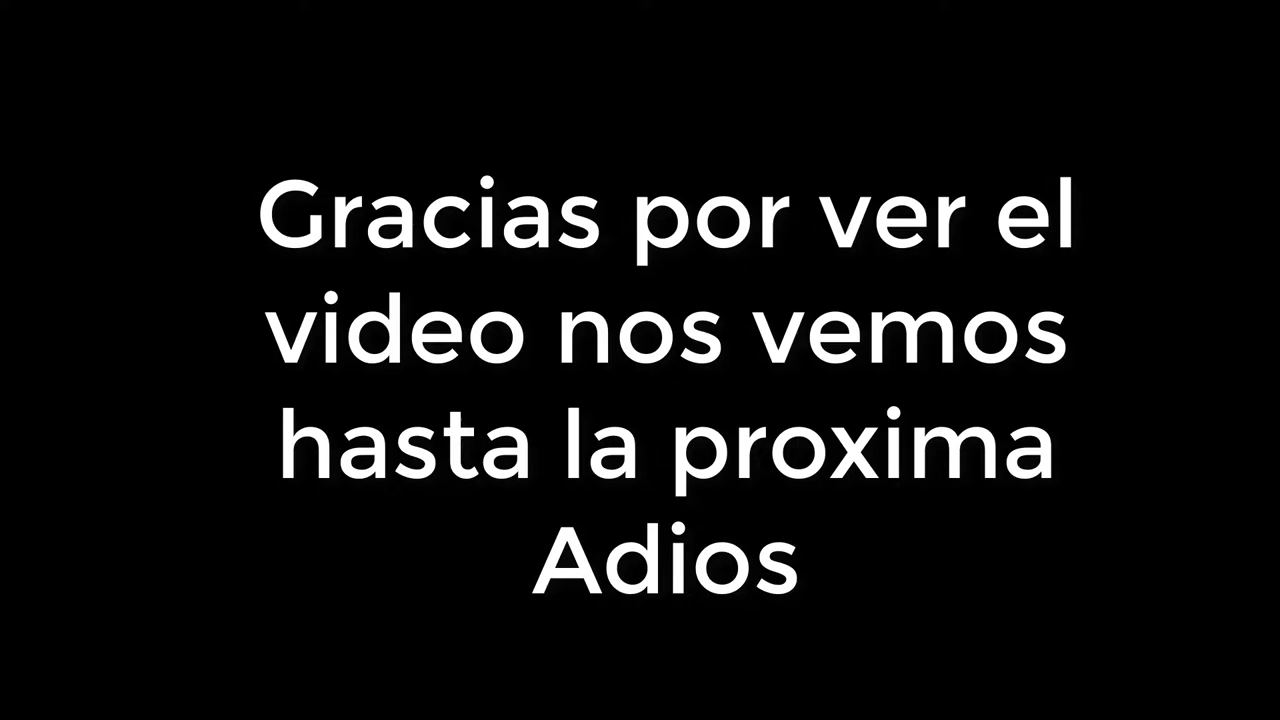 Gracias por ver el
video nos vemos
hasta la proxima
Adios